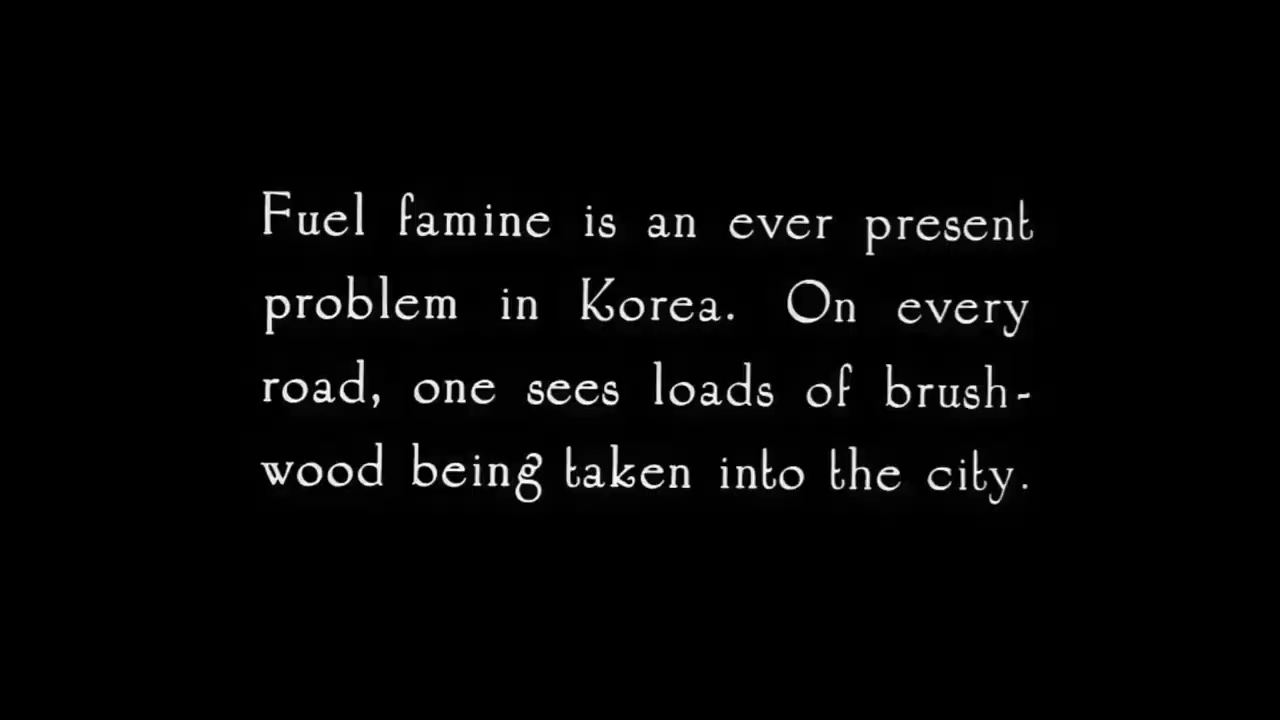 Fuel famine is an ever present
problem in Korea. On every
road, one sees loads of brush-
wood being taken into the city.